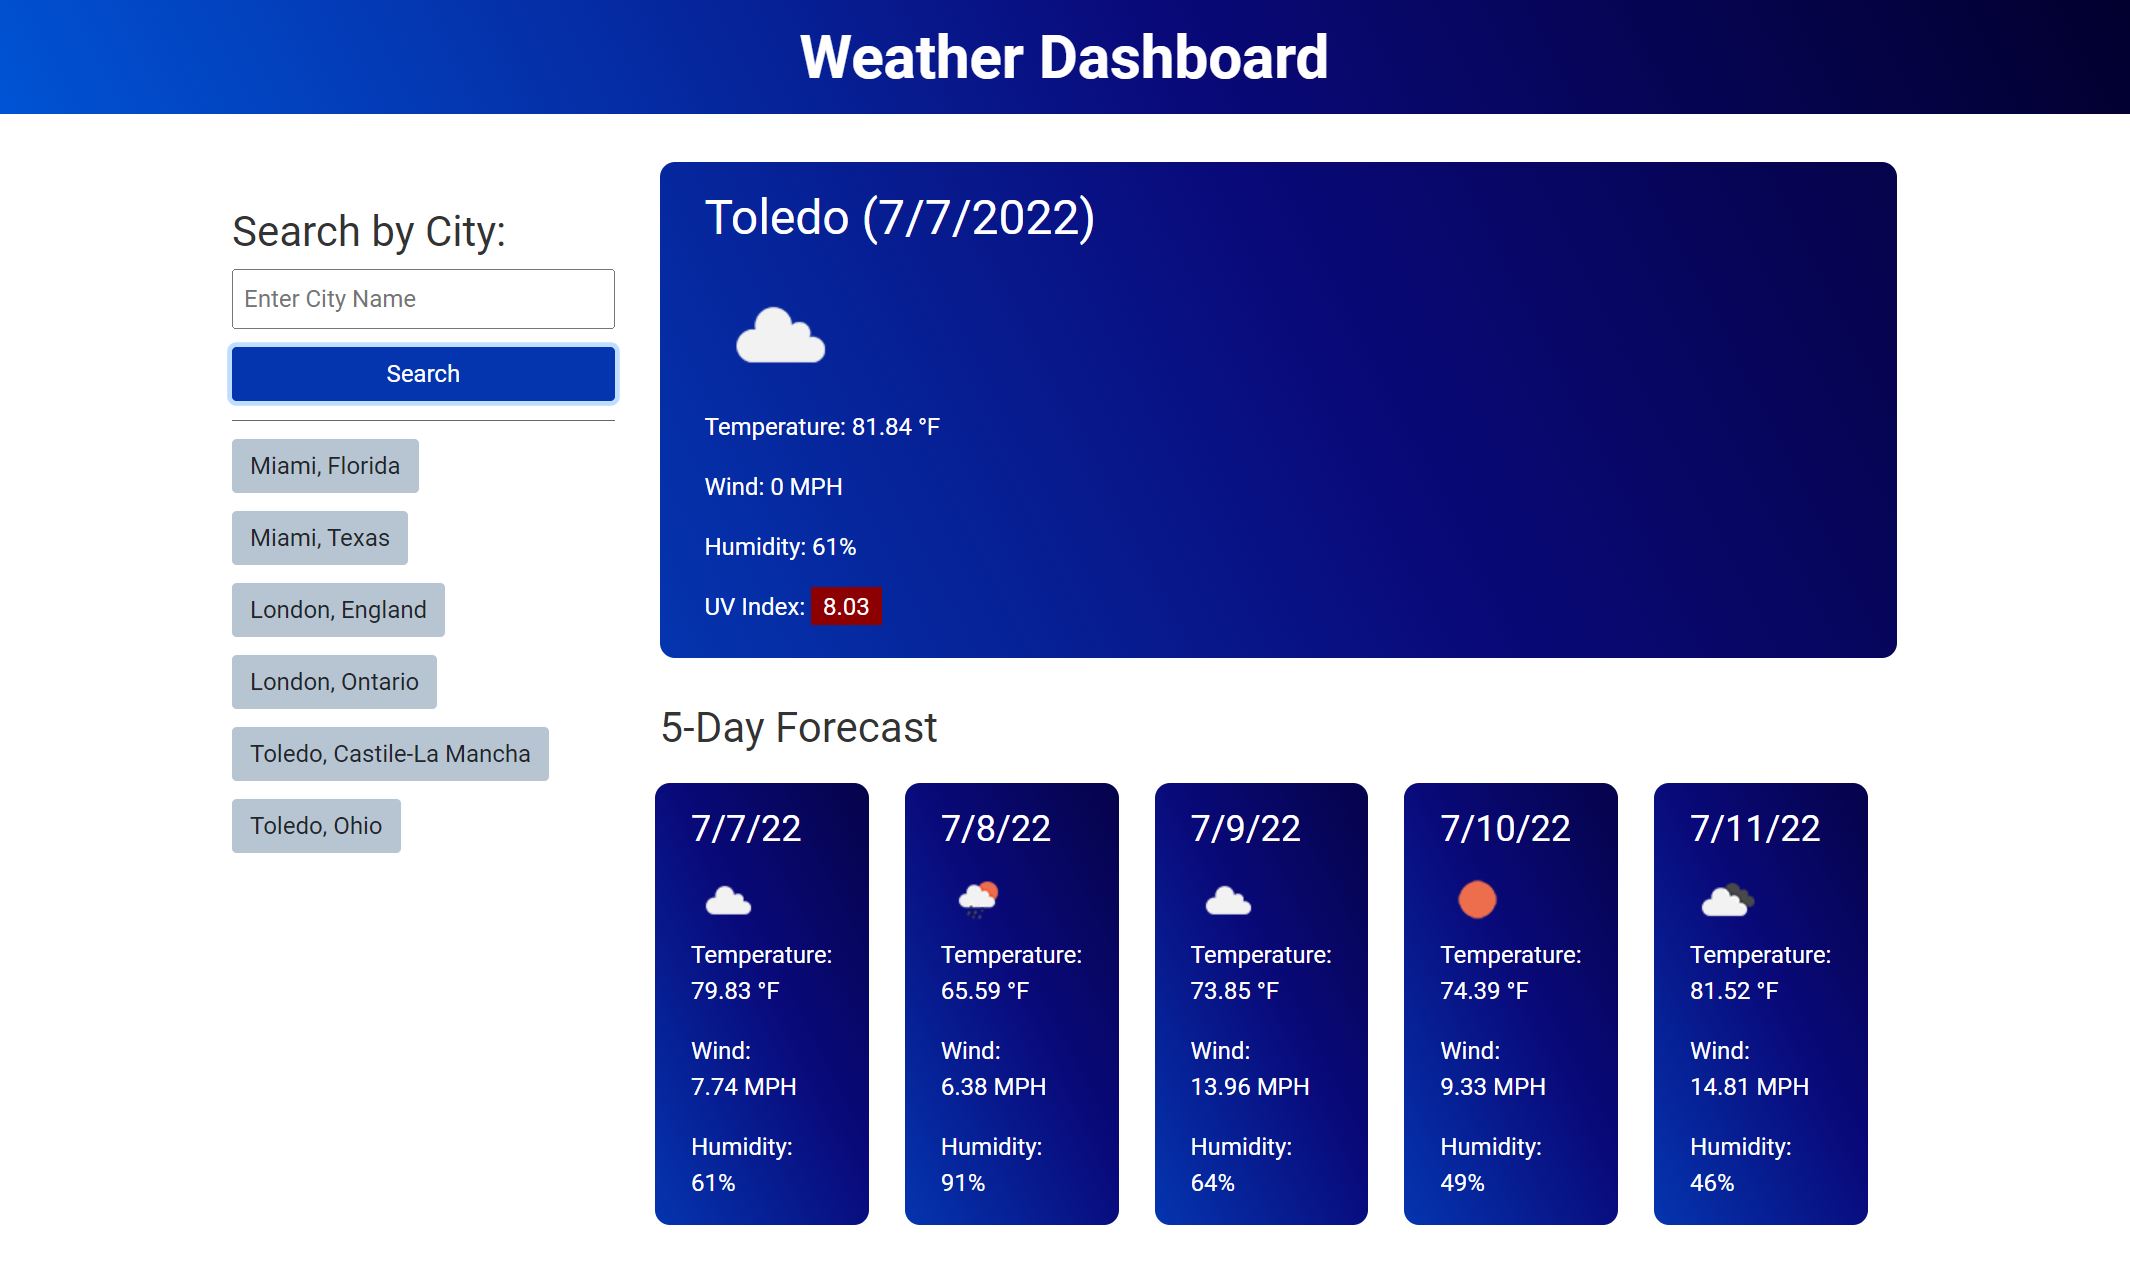 Weather Dashboard
Search by City:
Enter City Name
Search
Miami, Florida
Miami, Texas
London, England
London, Ontario
Toledo, Castile-La Mancha
Toledo, Ohio
Toledo (7/7/2022)
Temperature: 81.84 °F
Wind: 0 MPH
Humidity: 61%
UV Index: 8.03
5-Day Forecast
7/7/22
Temperature:
79.83 °F
Wind:
7.74 MPH
Humidity:
61%
7/8/22
Temperature:
65.59 °F
Wind:
6.38 MPH
Humidity:
91%
7/9/22
Temperature:
73.85 °F
Wind:
13.96 MPH
Humidity:
64%
7/10/22
Temperature:
74.39 °F
Wind:
9.33 MPH
Humidity:
49%
7/11/22
Temperature:
81.52 °F
Wind:
14.81 MPH
Humidity:
46%